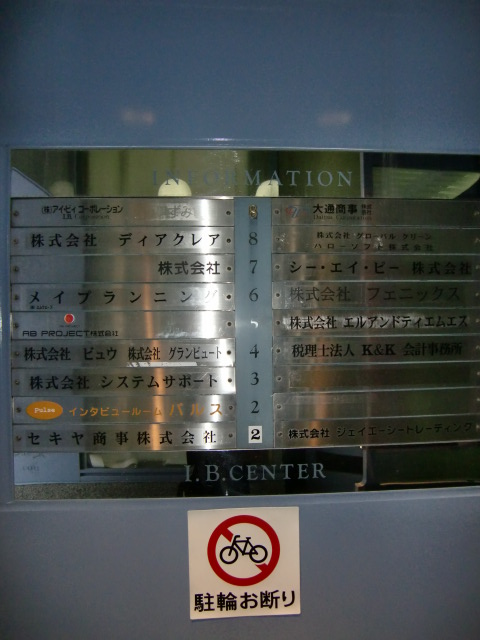 INFORMATION
(株)アイビィコーポレーション
I.B. Corporation
大通商事 株式会社
株式会社 ディアクレア
8
株式会社 グローバル グリーン
ハローソフト株式会社
株式会社
7
シー・エイ・ピー 株式会社
メイプランニング
6
株式会社 フェニックス
AB PROJECT株式会社
株式会社 エルアンドティエムエス
株式会社 ビュウ 株式会社 グランビュート
4
税理士法人 K&K 会計事務所
株式会社 システムサポート
3
Pulse インタビュールーム パルス
2
セキヤ商事株式会社
2
株式会社 ジェイエーシートレーディング
I.B.CENTER
駐輪お断り